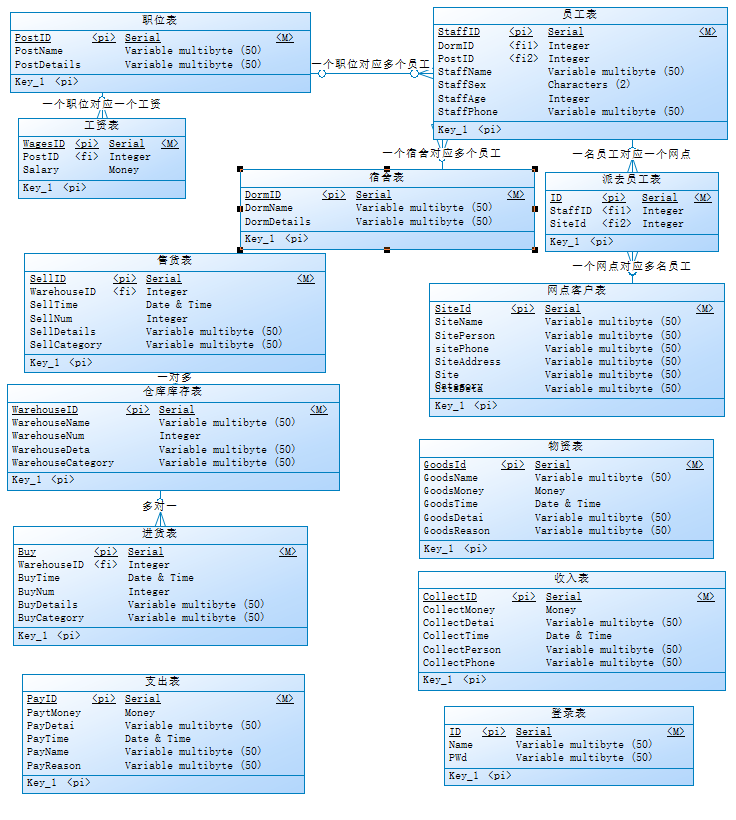 职位表
PostID <pi> Serial <M>
PostName Variable multibyte (50)
PostDetails Variable multibyte (50)
Key_1 <pi>
一个职位对应多个员工
员工表
StaffID <pi> Serial <M>
DormID <fi1> Integer
PostID <fi2> Integer
StaffName Variable multibyte (50)
StaffSex Characters (2)
StaffAge Integer
StaffPhone Variable multibyte (50)
Key_1 <pi>
一个职位对应一个工资
工资表
WagesID <pi> Serial <M>
PostID <fi> Integer
Salary Money
Key_1 <pi>
一个宿舍对应多个员工
一名员工对应一个网点
宿舍表
DormID <pi> Serial <M>
DormName Variable multibyte (50)
DormDetails Variable multibyte (50)
Key_1 <pi>
派去员工表
ID <pi> Serial <M>
StaffID <fi1> Integer
SiteId <fi2> Integer
Key_1 <pi>
一个网点对应多名员工
售货表
SellID <pi> Serial <M>
WarehouseID <fi> Integer
SellTime Date & Time
SellNum Integer
SellDetails Variable multibyte (50)
SellCategory Variable multibyte (50)
Key_1 <pi>
网点客户表
SiteId <pi> Serial <M>
SiteName Variable multibyte (50)
SitePerson Variable multibyte (50)
sitePhone Variable multibyte (50)
SiteAddress Variable multibyte (50)
Site Variable multibyte (50)
Category
SiteDeta Variable multibyte (50)
Key_1 <pi>
一对多
仓库库存表
WarehouseID <pi> Serial <M>
WarehouseName Variable multibyte (50)
WarehouseNum Integer
WarehouseDeta Variable multibyte (50)
WarehouseCategory Variable multibyte (50)
Key_1 <pi>
多对一
物资表
GoodsId <pi> Serial <M>
GoodsName Variable multibyte (50)
GoodsMoney Money
GoodsTime Date & Time
GoodsDetai Variable multibyte (50)
GoodsReason Variable multibyte (50)
Key_1 <pi>
进货表
Buy <pi> Serial <M>
WarehouseID <fi> Integer
BuyTime Date & Time
BuyNum Integer
BuyDetails Variable multibyte (50)
BuyCategory Variable multibyte (50)
Key_1 <pi>
收入表
CollectID <pi> Serial <M>
CollectMoney Money
CollectDetai Variable multibyte (50)
CollectTime Date & Time
CollectPerson Variable multibyte (50)
CollectPhone Variable multibyte (50)
Key_1 <pi>
支出表
PayID <pi> Serial <M>
PaytMoney Money
PayDetai Variable multibyte (50)
PayTime Date & Time
PayName Variable multibyte (50)
PayReason Variable multibyte (50)
Key_1 <pi>
登录表
ID <pi> Serial <M>
Name Variable multibyte (50)
PWd Variable multibyte (50)
Key_1 <pi>